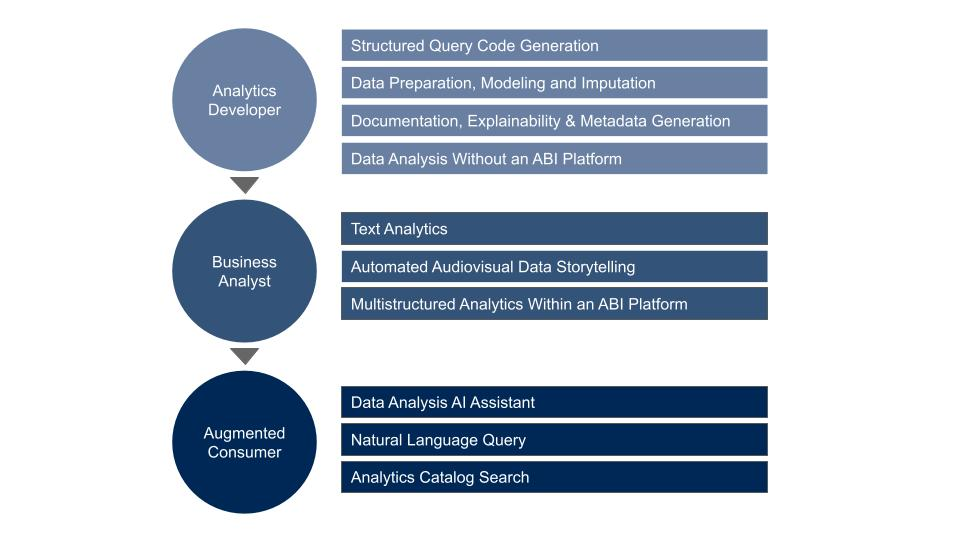 Analytics
Developer
Structured Query Code Generation
Data Preparation, Modeling and Imputation
Documentation, Explainability & Metadata Generation
Data Analysis Without an ABI Platform
Business
Analyst
Text Analytics
Automated Audiovisual Data Storytelling
Multistructured Analytics Within an ABI Platform
Augmented
Consumer
Data Analysis AI Assistant
Natural Language Query
Analytics Catalog Search